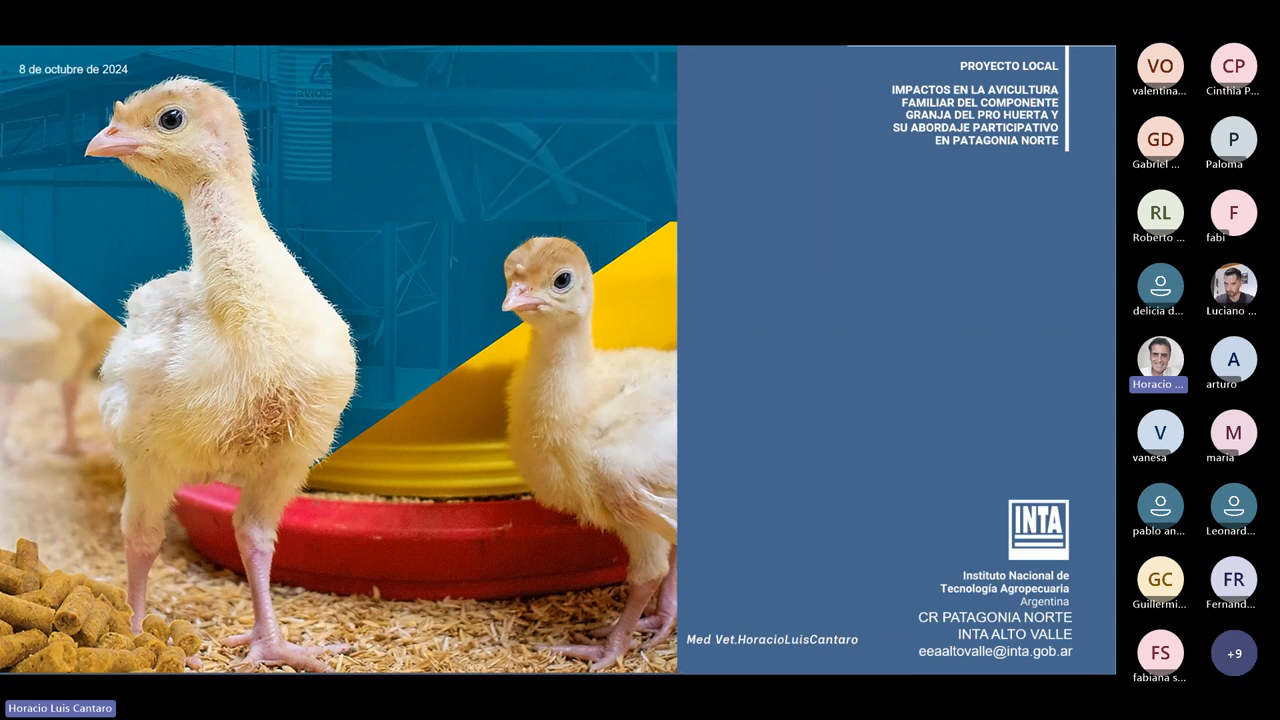 8 de octubre de 2024
PROYECTO LOCAL
IMPACTOS EN LA AVICULTURA
FAMILIAR DEL COMPONENTE
GRANJA DEL PRO HUERTA Y
SU ABORDAJE PARTICIPATIVO
EN PATAGONIA NORTE
INTA
Instituto Nacional de
Tecnología Agropecuaria
Argentina
CR PATAGONIA NORTE
INTA ALTO VALLE
eeaaltovalle@inta.gob.ar
Med Vet.HoracioLuisCantaro
VO
valentina...
CP
Cinthia P...
GD
Gabriel ...
P
Paloma
RL
Roberto ...
F
fabi
delicia d...
Luciano ...
Horacio ...
A
arturo
V
vanesa
M
maria
pablo an...
Leonard...
GC
Guillermi...
FR
Fernand...
FS
fabiana s...
+9
Horacio Luis Cantaro